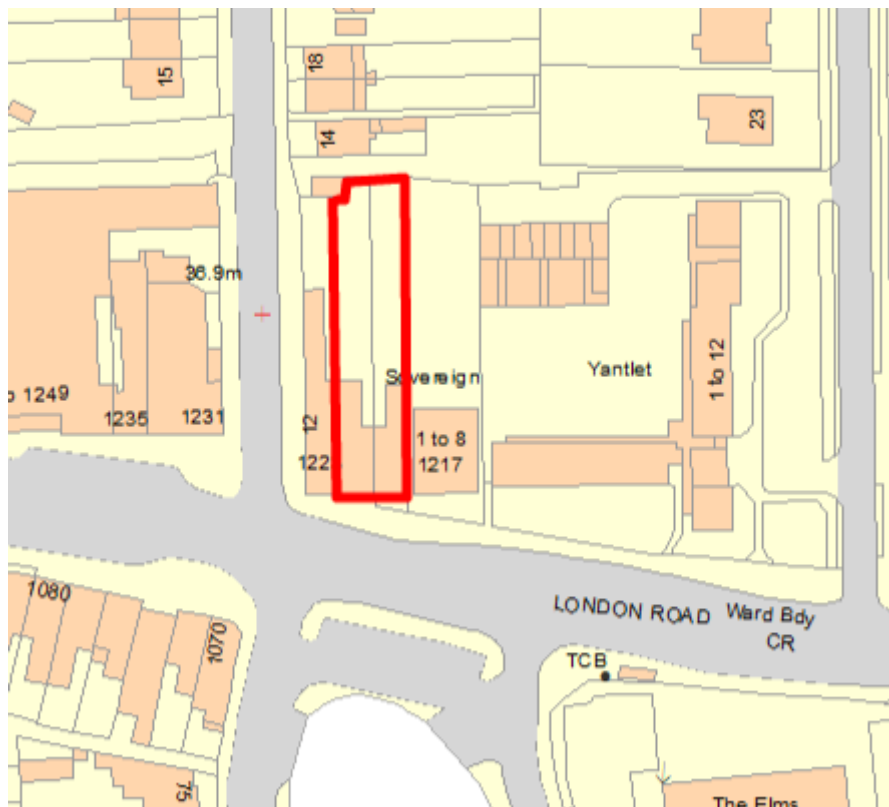 15
18
14
23
36.9m
o 1249
1235
1231
12
122
Sovereign
1 to 8
1217
Yantlet
1 to 12
1080
1070
LONDON ROAD
Ward Bdy
CR
TCB
75
The Elms